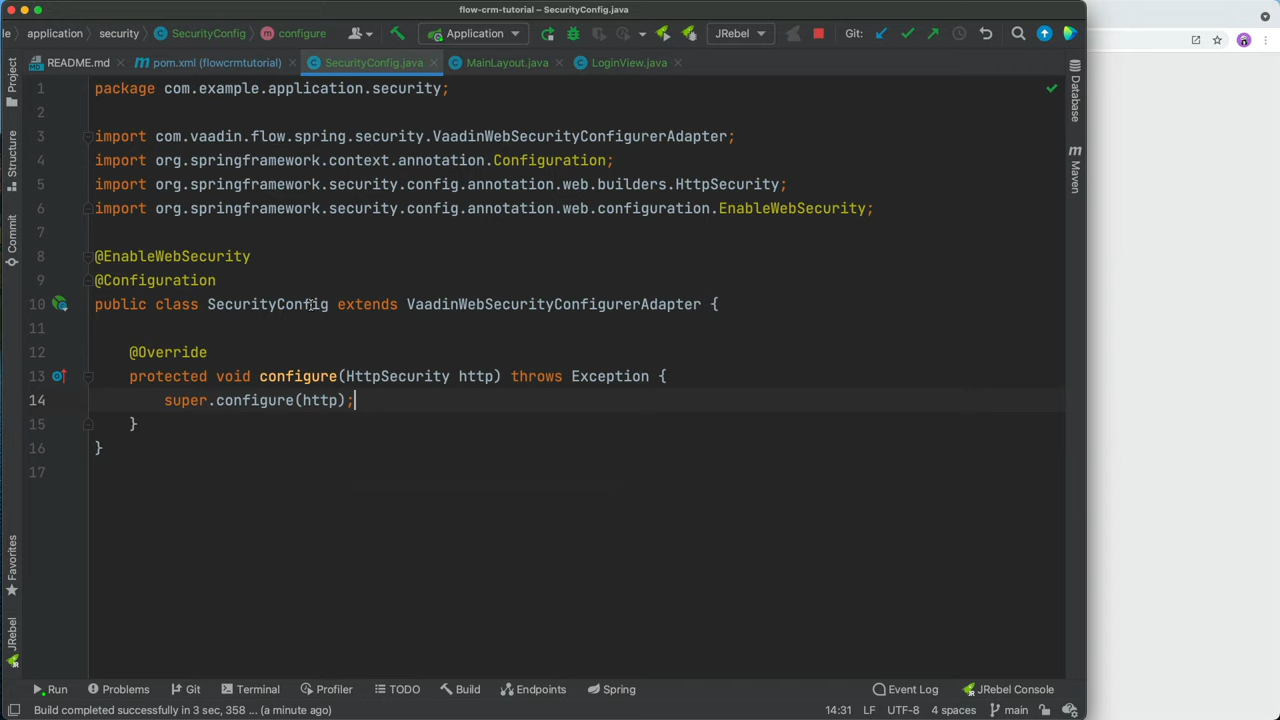 flow-crm-tutorial – SecurityConfig.java
le
application
security
SecurityConfig
configure
Application
JRebel
Git:
README.md
pom.xml (flowcrmtutorial)
SecurityConfig.java
MainLayout.java
LoginView.java
Project
Structure
Commit
Favorites
JRebel
Database
Maven
1 package com.example.application.security;
2
3 import com.vaadin.flow.spring.security.VaadinWebSecurityConfigurerAdapter;
4 import org.springframework.context.annotation.Configuration;
5 import org.springframework.security.config.annotation.web.builders.HttpSecurity;
6 import org.springframework.security.config.annotation.web.configuration.EnableWebSecurity;
7
8 @EnableWebSecurity
9 @Configuration
10 public class SecurityConfig extends VaadinWebSecurityConfigurerAdapter {
11
12 @Override
13 protected void configure(HttpSecurity http) throws Exception {
14 super.configure(http);
15 }
16 }
17
Run
Problems
Git
Terminal
Profiler
TODO
Build
Endpoints
Spring
Event Log
JRebel Console
Build completed successfully in 3 sec, 358 ... (a minute ago)
14:31
LF
UTF-8
4 spaces
main